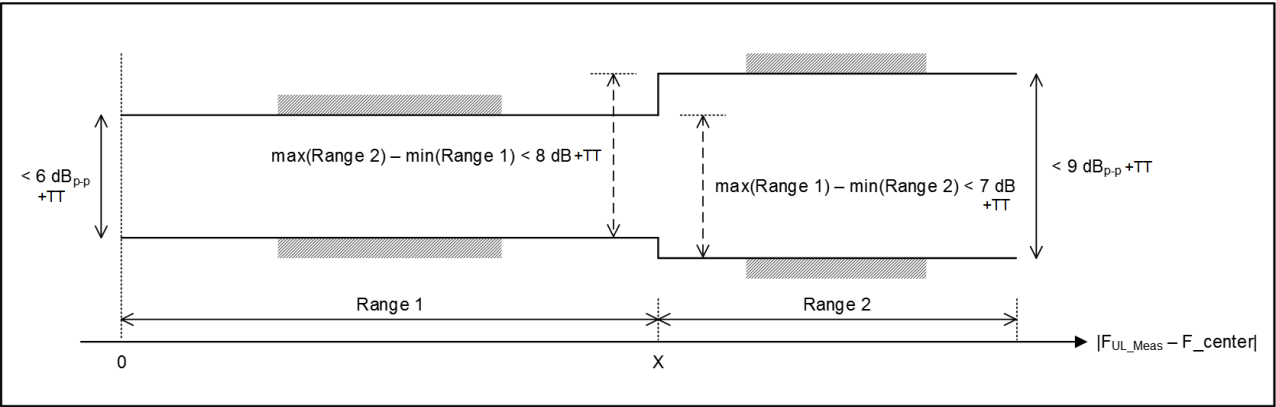 max(Range 2) – min(Range 1) < 8 dB+TT
< 6 dBp-p
+TT
max(Range 1) – min(Range 2) < 7 dB
+TT
< 9 dBp-p +TT
Range 1
Range 2
0
X
|FUL_Meas – F_center|